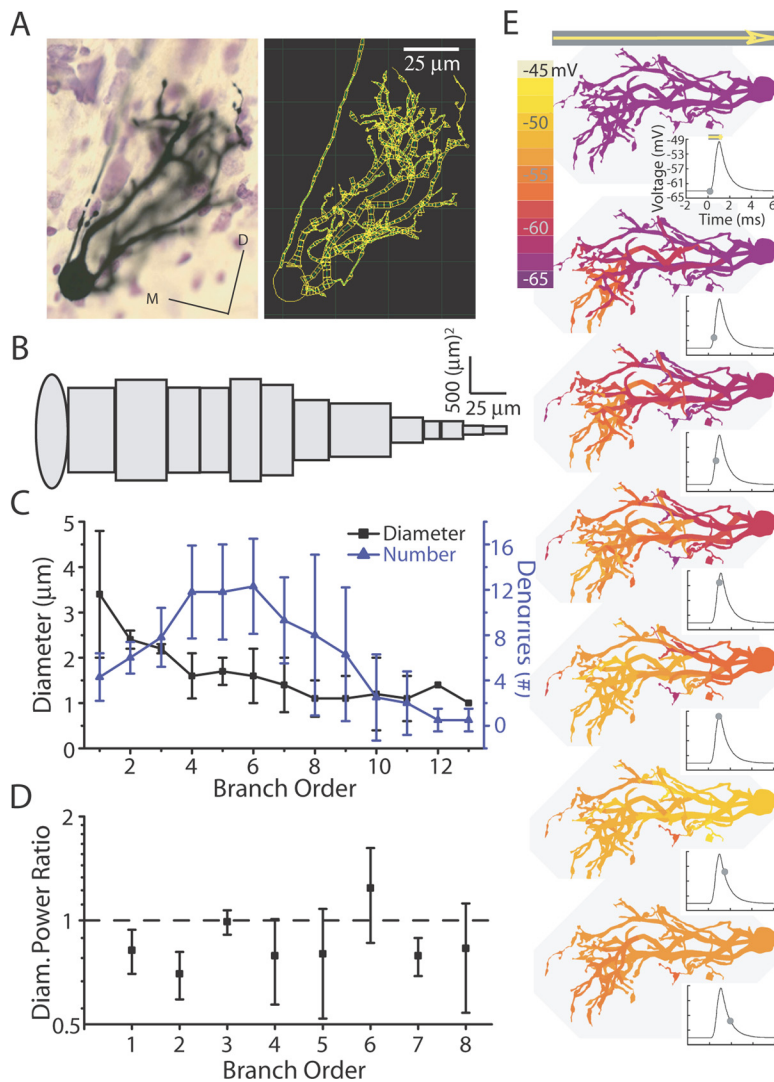 A
25 μm
D
M
B
500 (μm)²
25 μm
C
Diameter
Number
Diameter (μm)
5
4
3
2
1
0
Dendrites (#)
16
12
8
4
0
2 4 6 8 10 12
Branch Order
D
Diam. Power Ratio
2
1
0.5
1 2 3 4 5 6 7 8
Branch Order
E
-45 mV
-50
-60
-65
Voltage (mV)
-49
-53
-57
-61
-65
0 2 4 6
Time (ms)